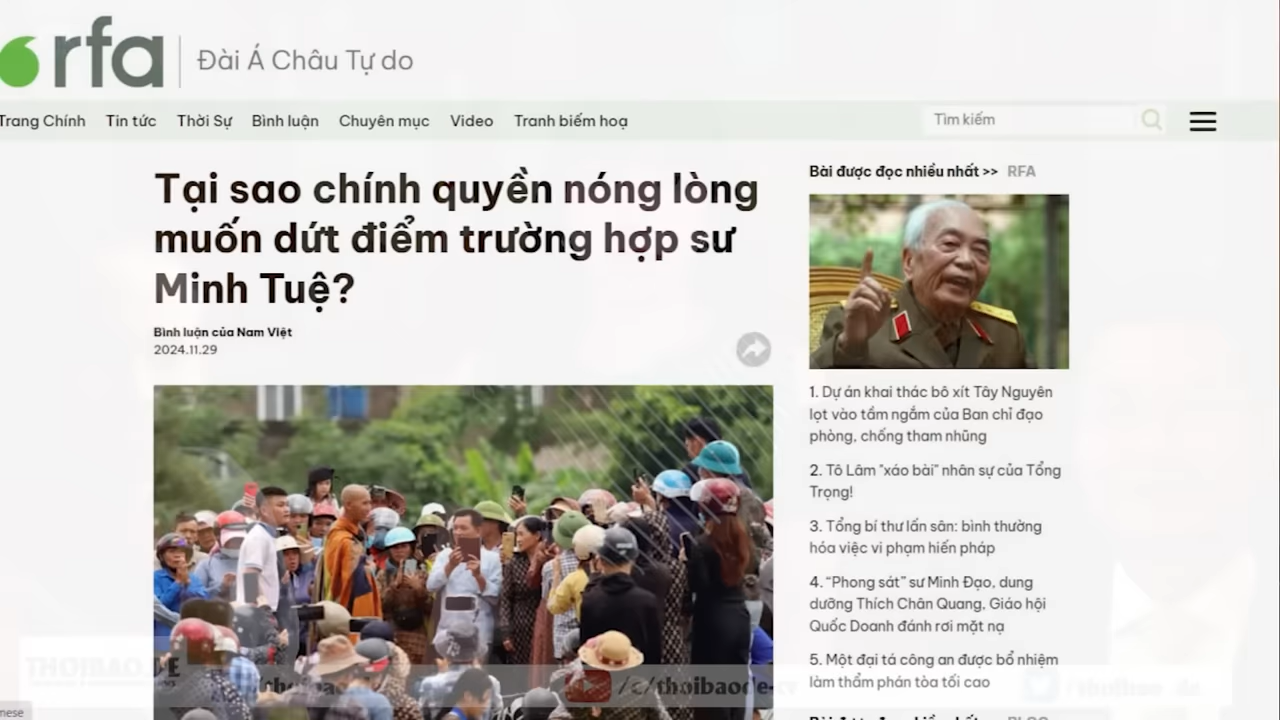 rfa
Đài Á Châu Tự do
Trang Chính Tin tức Thời Sự Bình luận Chuyên mục Video Tranh biếm hoạ
Tìm kiếm
Tại sao chính quyền nóng lòng
muốn dứt điểm trường hợp sư
Minh Tuệ?
Bình luận của Nam Việt
2024.11.29
Bài được đọc nhiều nhất >> RFA
1. Dự án khai thác bô xít Tây Nguyên
lọt vào tầm ngắm của Ban chỉ đạo
phòng, chống tham nhũng
2. Tô Lâm "xáo bài" nhân sự của Tổng
Trọng!
3. Tổng bí thư lấn sân: bình thường
hóa việc vi phạm hiến pháp
4. “Phong sát” sư Minh Đạo, dung
dưỡng Thích Chân Quang, Giáo hội
Quốc Doanh đánh rơi mặt nạ
5. Một đại tá công an được bổ nhiệm
làm thẩm phán tòa tối cao
THOIBAO.DE
/c/thoibaode-tv